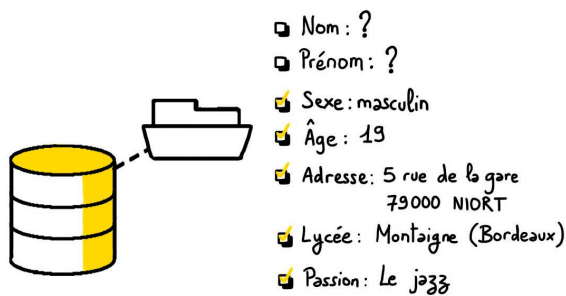 Nom : ?
Prénom : ?
Sexe : masculin
Âge : 19
Adresse : 5 rue de la gare
79000 NIORT
Lycée : Montaigne (Bordeaux)
Passion : Le jazz